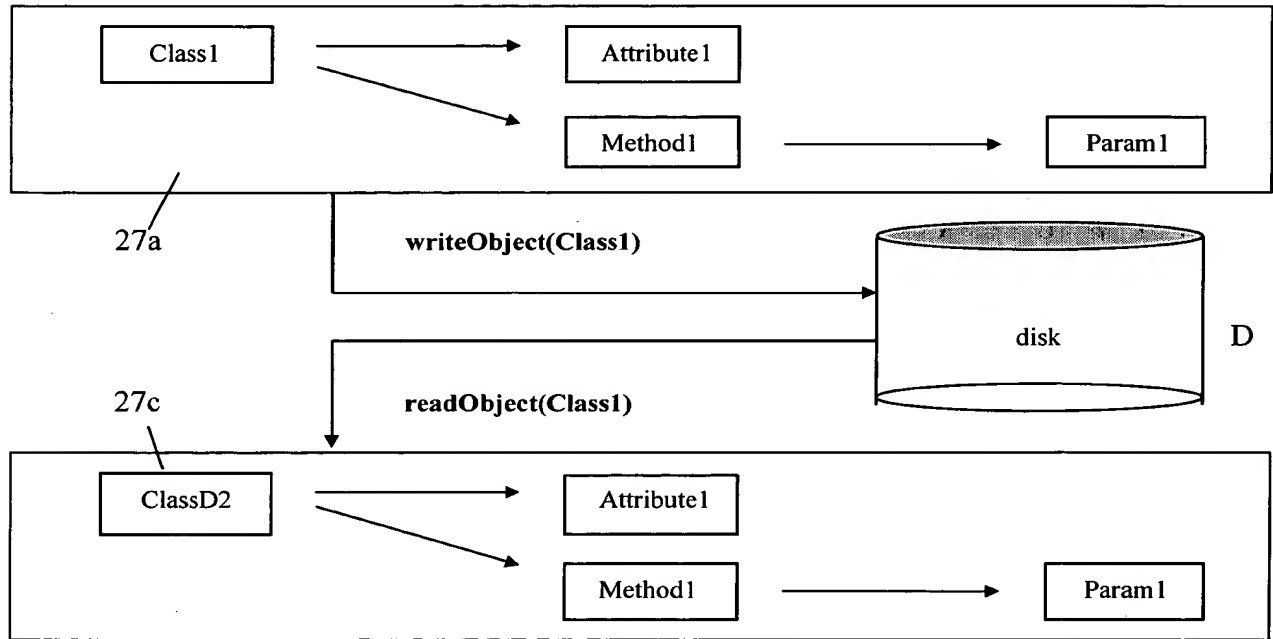 Class1
Attribute1
Method1
Param1
27a
writeObject(Class1)
disk
D
readObject(Class1)
27c
ClassD2
Attribute1
Method1
Param1